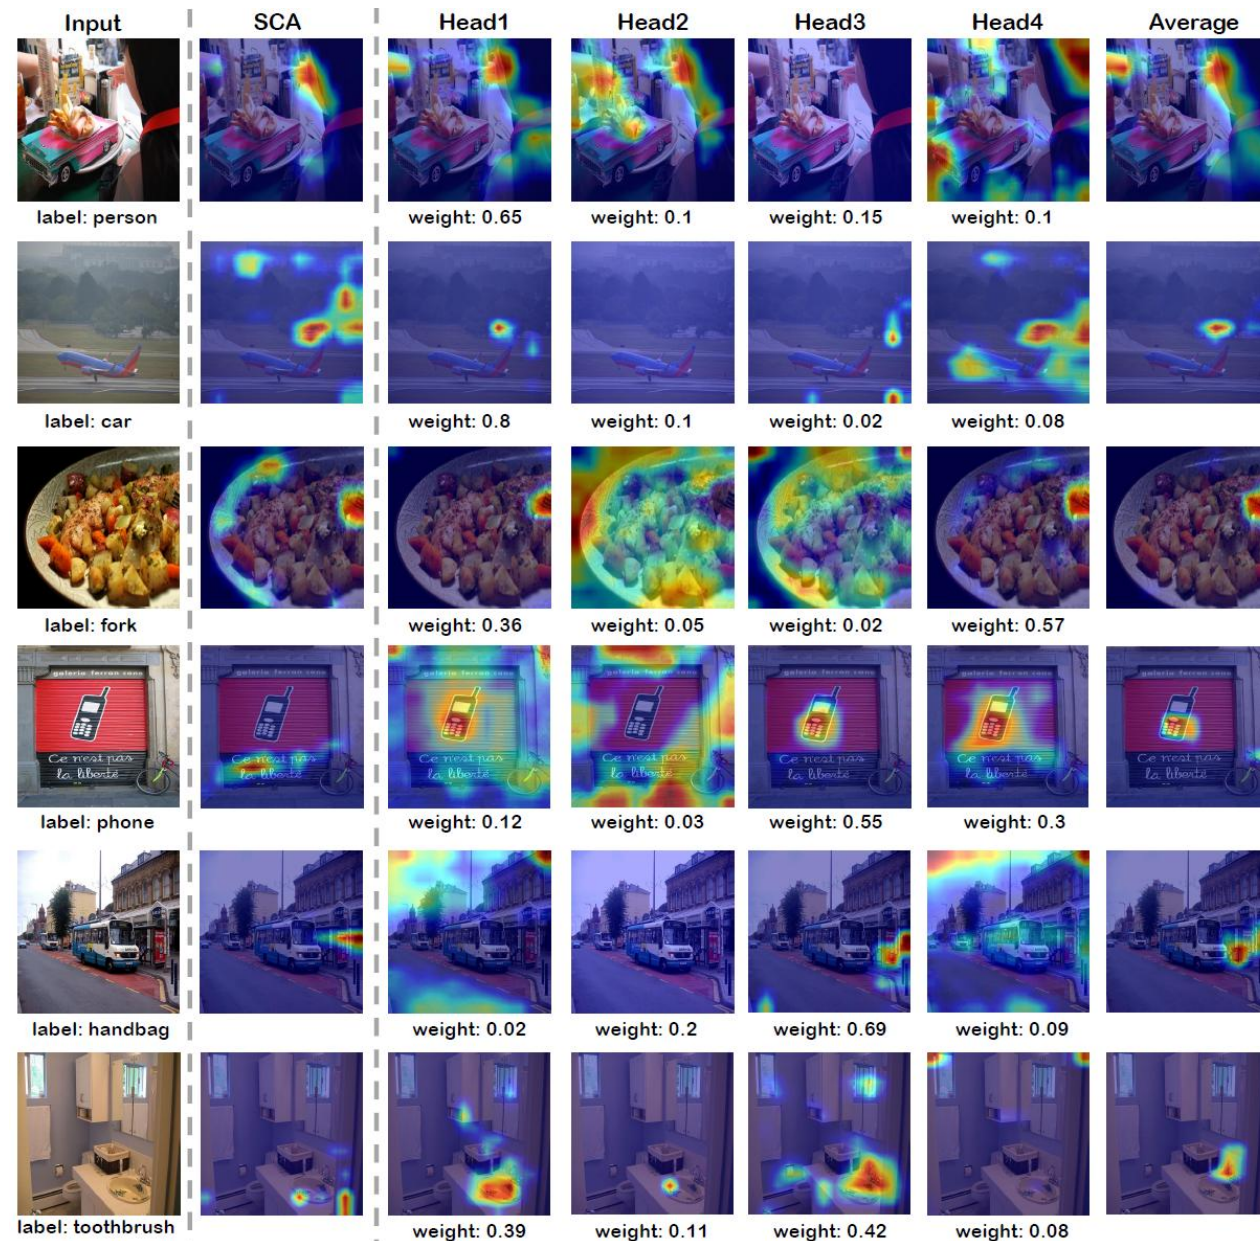 Input SCA Head1 Head2 Head3 Head4 Average
label: person weight: 0.65 weight: 0.1 weight: 0.15 weight: 0.1
label: car weight: 0.8 weight: 0.1 weight: 0.02 weight: 0.08
label: fork weight: 0.36 weight: 0.05 weight: 0.02 weight: 0.57
galeria ferran cano
Ce n'est pas
la liberté
label: phone weight: 0.12 weight: 0.03 weight: 0.55 weight: 0.3
label: handbag weight: 0.02 weight: 0.2 weight: 0.69 weight: 0.09
label: toothbrush weight: 0.39 weight: 0.11 weight: 0.42 weight: 0.08